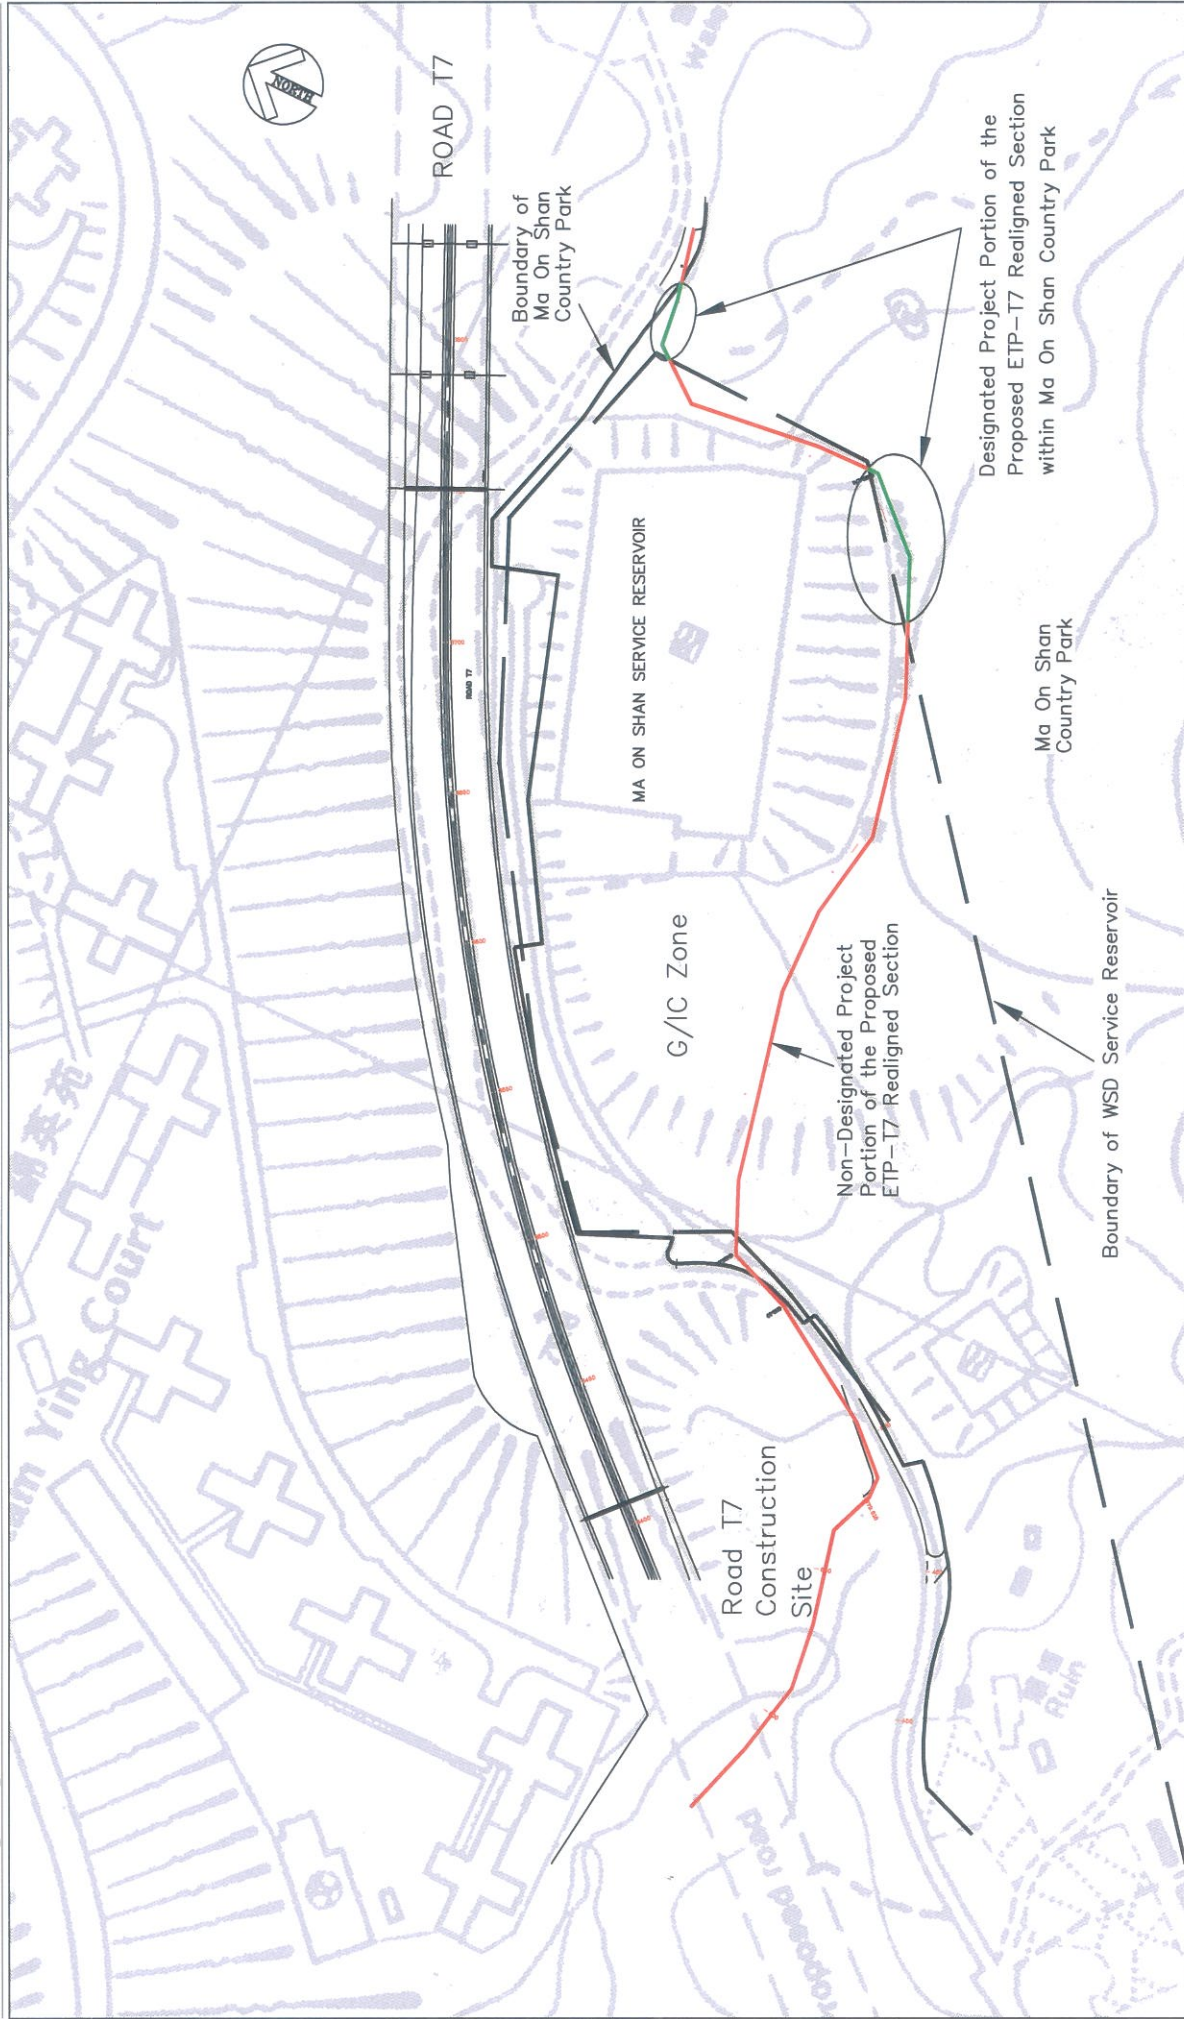 NORTH
ROAD T7
Boundary of
Ma On Shan
Country Park
Designated Project Portion of the
Proposed ETP-T7 Realigned Section
within Ma On Shan Country Park
MA ON SHAN SERVICE RESERVOIR
ROAD T7
Ma On Shan
Country Park
G/IC Zone
Non-Designated Project
Portion of the Proposed
ETP-T7 Realigned Section
Boundary of WSD Service Reservoir
Ying Court
Road T7
Construction
Site
Ruin
Proposed road